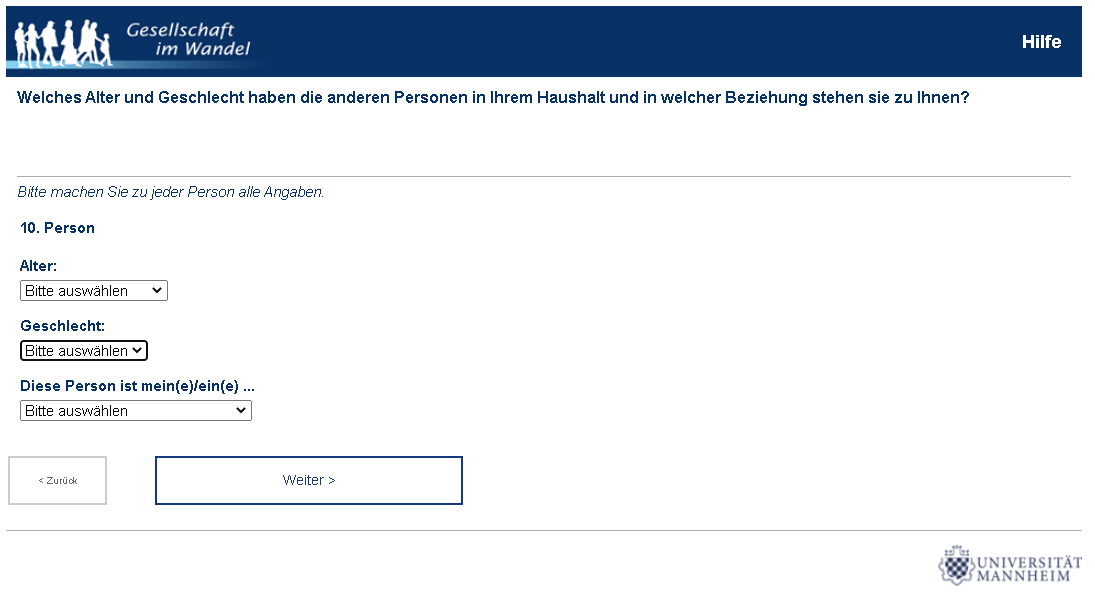 Gesellschaft
im Wandel
Hilfe
Welches Alter und Geschlecht haben die anderen Personen in Ihrem Haushalt und in welcher Beziehung stehen sie zu Ihnen?
Bitte machen Sie zu jeder Person alle Angaben.
10. Person
Alter:
Bitte auswählen
Geschlecht:
Bitte auswählen
Diese Person ist mein(e)/ein(e) ...
Bitte auswählen
< Zurück
Weiter >
UNIVERSITÄT
MANNHEIM